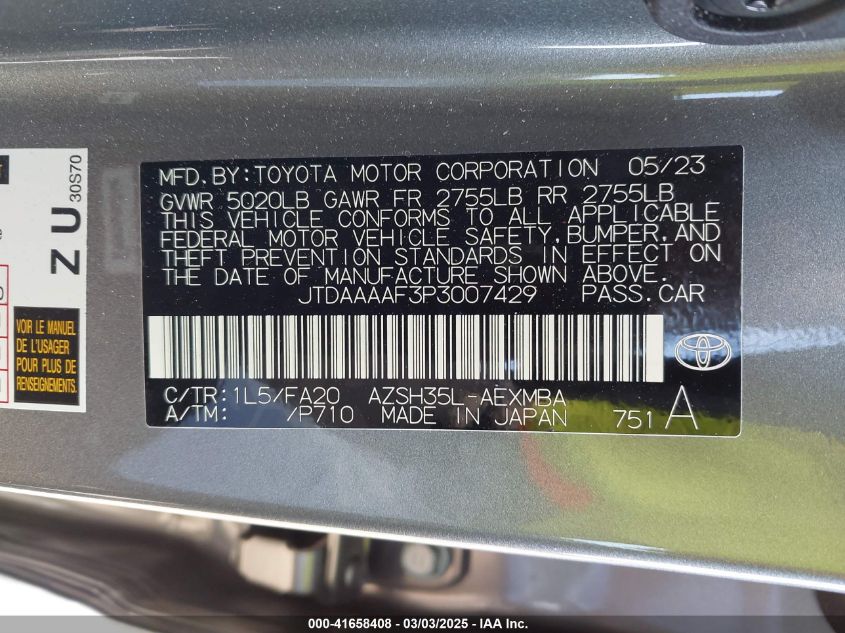 MFD. BY: TOYOTA MOTOR CORPORATION 05/23
GVWR 5020LB GAWR FR 2755LB RR 2755LB
THIS VEHICLE CONFORMS TO ALL APPLICABLE
FEDERAL MOTOR VEHICLE SAFETY, BUMPER, AND
THEFT PREVENTION STANDARDS IN EFFECT ON
THE DATE OF MANUFACTURE SHOWN ABOVE.
JTDAAAAF3P3007429 PASS. CAR
C/TR: 1L5/FA20 AZSH35L-AEXMBA
A/TM: /P710 MADE IN JAPAN 751 A
Z U 30S70
VOIR LE MANUEL
DE L'USAGER
POUR PLUS DE
RENSEIGNEMENTS.
000-41658408 - 03/03/2025 - IAA, Inc.